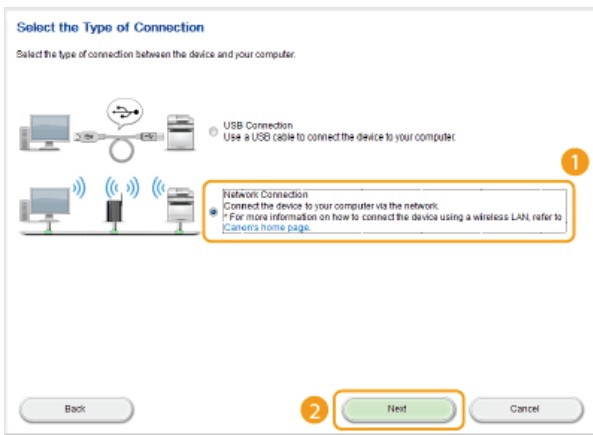 Select the Type of Connection
Select the type of connection between the device and your computer.
USB Connection
Use a USB cable to connect the device to your computer.
1
Network Connection
Connect the device to your computer via the network.
* For more information on how to connect the device using a wireless LAN, refer to
Canon's home page.
Back
2
Next
Cancel